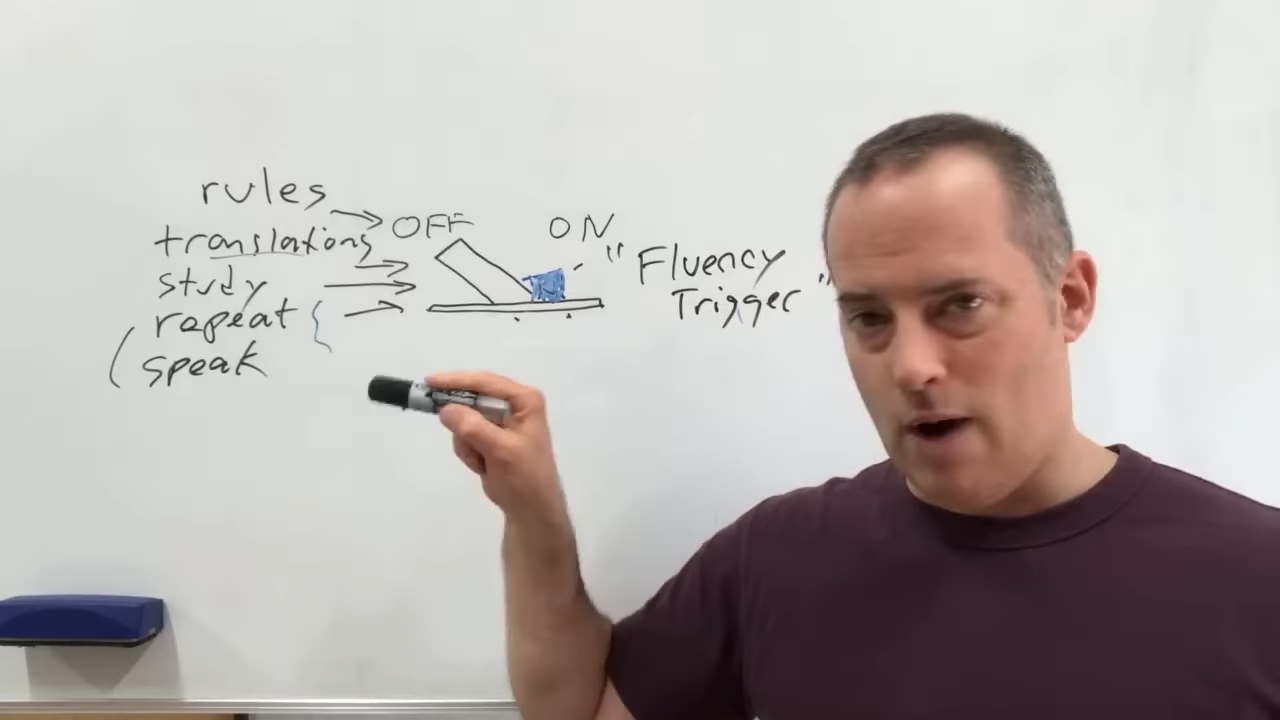 rules
translations
study
repeat
speak
OFF
ON
"Fluency
Trigger"